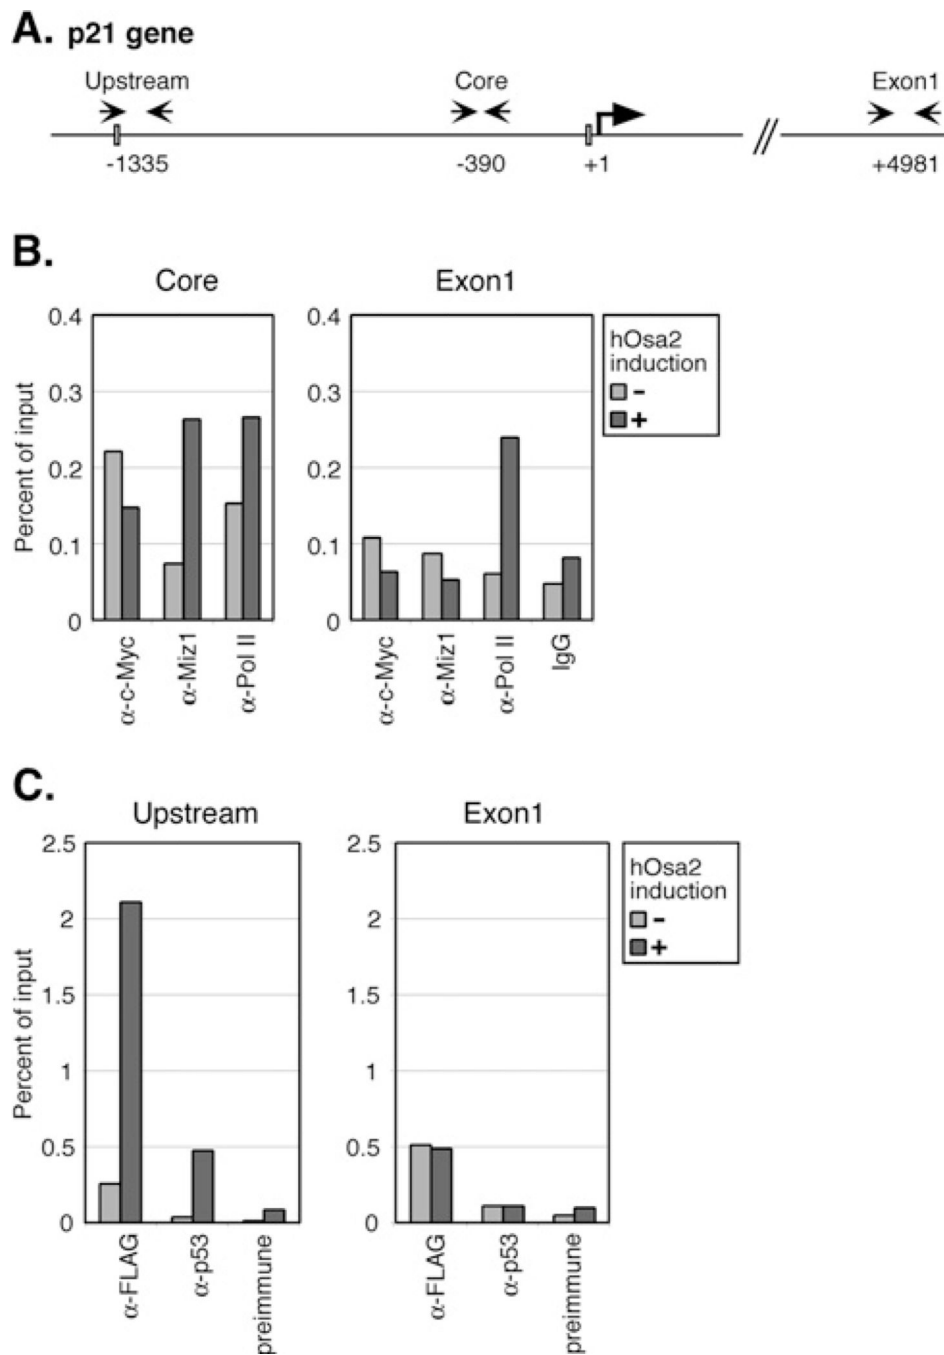 A. p21 gene
Upstream Core Exon1
-1335 -390 +1 +4981
B.
Core Exon1
Percent of input
0.4
0.3
0.2
0.1
0
α-c-Myc
α-Miz1
α-Pol II
0.4
0.3
0.2
0.1
0
α-c-Myc
α-Miz1
α-Pol II
IgG
hOsa2
induction
-
+
C.
Upstream Exon1
Percent of input
2.5
2
1.5
1
0.5
0
α-FLAG
α-p53
preimmune
2.5
2
1.5
1
0.5
0
α-FLAG
α-p53
preimmune
hOsa2
induction
-
+